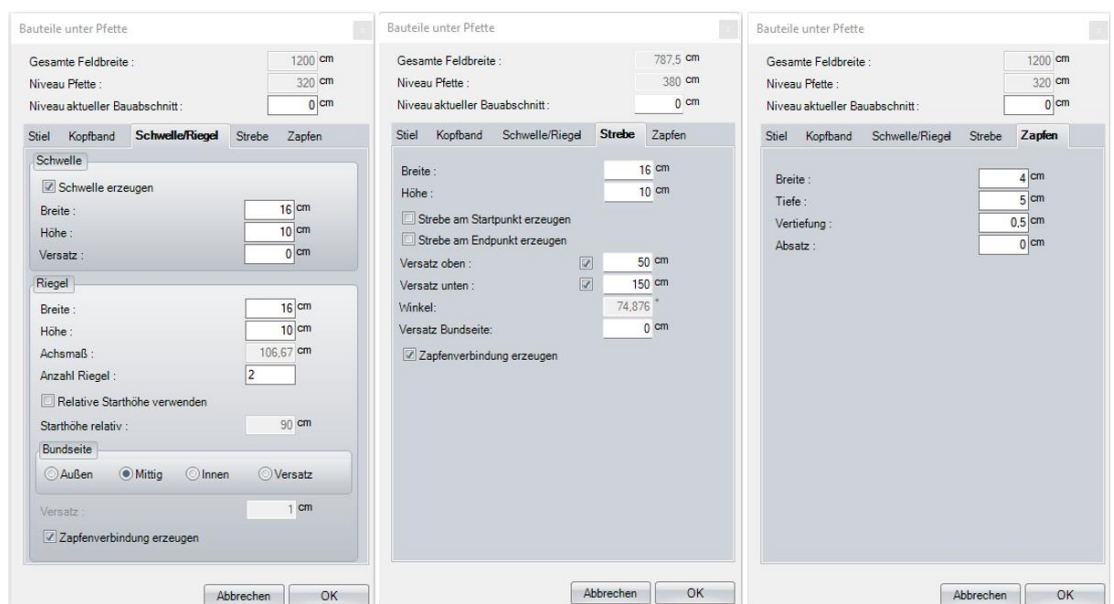 Bauteile unter Pfette
Gesamte Feldbreite : 1200 cm
Niveau Pfette : 320 cm
Niveau aktueller Bauabschnitt : 0 cm
Stiel Kopfband Schwelle/Riegel Strebe Zapfen
Schwelle
Schwelle erzeugen
Breite : 16 cm
Höhe : 10 cm
Versatz : 0 cm
Riegel
Breite : 16 cm
Höhe : 10 cm
Achsmaß : 106,67 cm
Anzahl Riegel : 2
Relative Starthöhe verwenden
Starthöhe relativ : 90 cm
Bundseite
Außen Mittig Innen Versatz
Versatz : 1 cm
Zapfenverbindung erzeugen
Abbrechen OK
Bauteile unter Pfette
Gesamte Feldbreite : 787,5 cm
Niveau Pfette : 380 cm
Niveau aktueller Bauabschnitt : 0 cm
Stiel Kopfband Schwelle/Riegel Strebe Zapfen
Breite : 16 cm
Höhe : 10 cm
Strebe am Startpunkt erzeugen
Strebe am Endpunkt erzeugen
Versatz oben : 50 cm
Versatz unten : 150 cm
Winkel: 74,876 °
Versatz Bundseite: 0 cm
Zapfenverbindung erzeugen
Abbrechen OK
Bauteile unter Pfette
Gesamte Feldbreite : 1200 cm
Niveau Pfette : 320 cm
Niveau aktueller Bauabschnitt : 0 cm
Stiel Kopfband Schwelle/Riegel Strebe Zapfen
Breite : 4 cm
Tiefe : 5 cm
Vertiefung : 0,5 cm
Absatz : 0 cm
Abbrechen OK